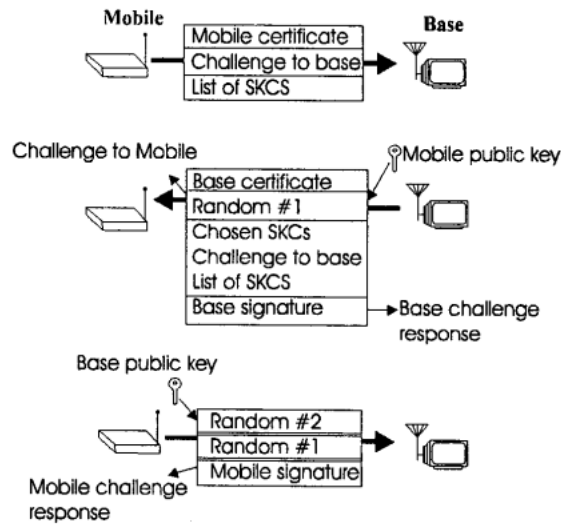 Mobile
Base
Mobile certificate
Challenge to base
List of SKCS
Challenge to Mobile
Mobile public key
Base certificate
Random #1
Chosen SKCs
Challenge to base
List of SKCS
Base signature
Base challenge
response
Base public key
Random #2
Random #1
Mobile signature
Mobile challenge
response